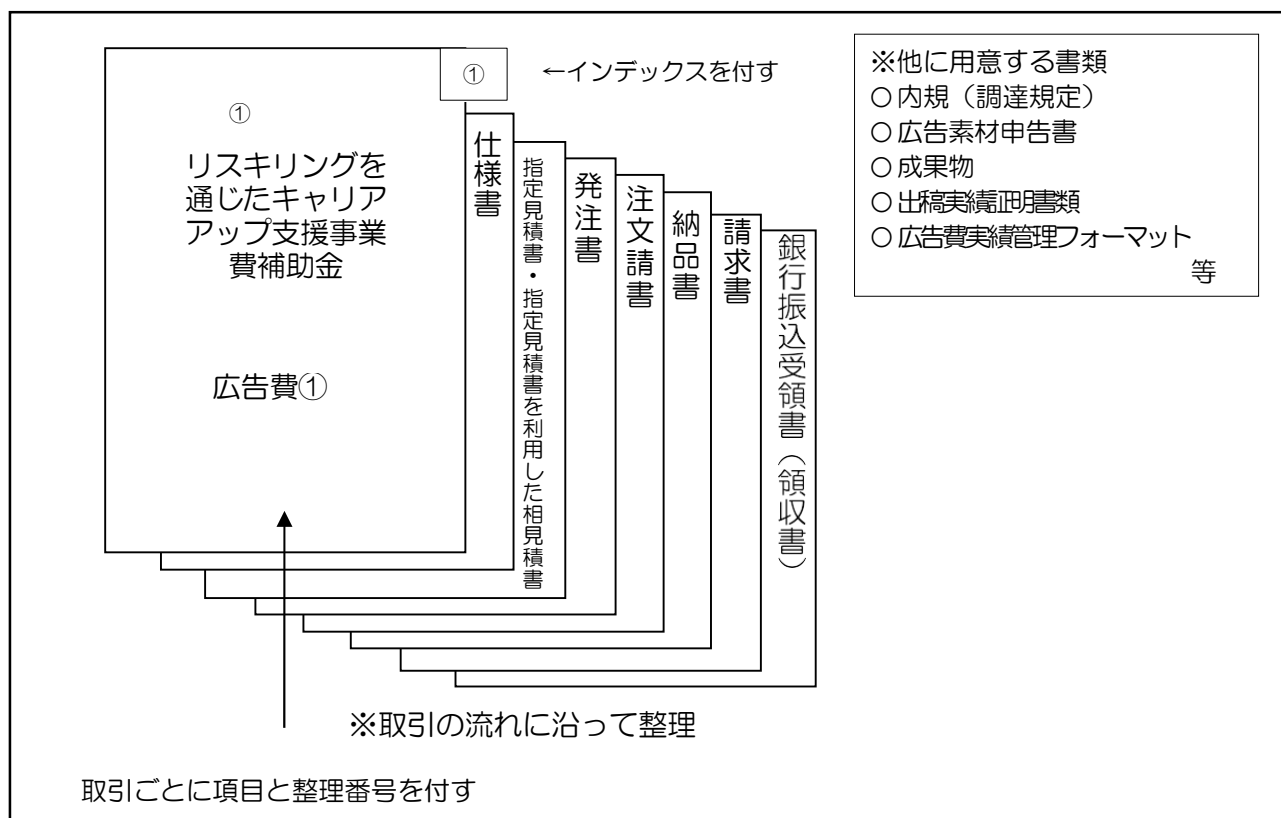 ①
←インデックスを付す
①
リスキリングを
通じたキャリア
アップ支援事業
費補助金
広告費①
仕様書
指定見積書・指定見積書を利用した相見積書
発注書
注文請書
納品書
請求書
銀行振込受領書（領収書）
※取引の流れに沿って整理
取引ごとに項目と整理番号を付す
※他に用意する書類
○内規（調達規定）
○広告素材申告書
○成果物
○出稿実績証明書類
○広告費実績管理フォーマット
等